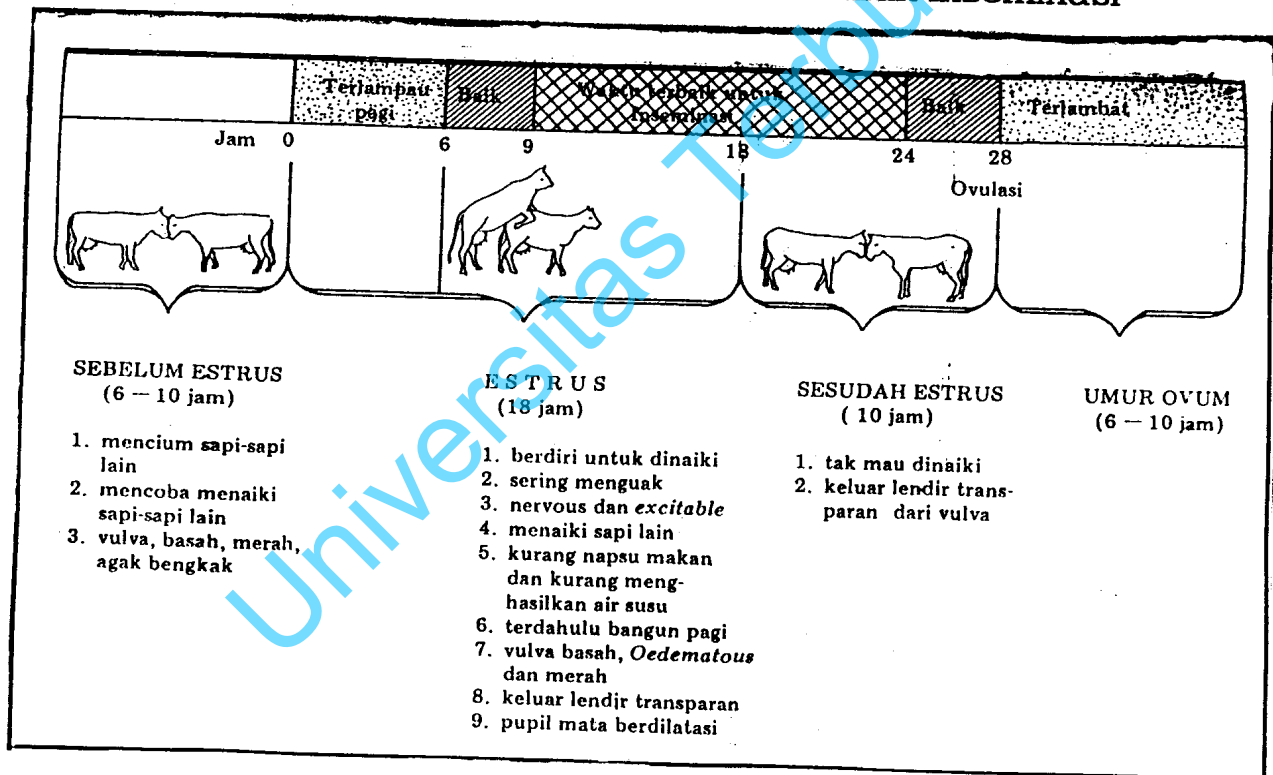 Terlampau
pagi
Baik
Waktu terbaik untuk
Inseminasi
Baik
Terlambat
Jam 0 6 9 18 24 28
Ovulasi
SEBELUM ESTRUS
(6 — 10 jam)
1. mencium sapi-sapi
lain
2. mencoba menaiki
sapi-sapi lain
3. vulva, basah, merah,
agak bengkak
ESTRUS
(18 jam)
1. berdiri untuk dinaiki
2. sering menguak
3. nervous dan excitable
4. menaiki sapi lain
5. kurang napsu makan
dan kurang meng-
hasilkan air susu
6. terdahulu bangun pagi
7. vulva basah, Oedematous
dan merah
8. keluar lendir transparan
9. pupil mata berdilatasi
SESUDAH ESTRUS
( 10 jam)
1. tak mau dinaiki
2. keluar lendir trans-
paran dari vulva
UMUR OVUM
(6 — 10 jam)
Universitas